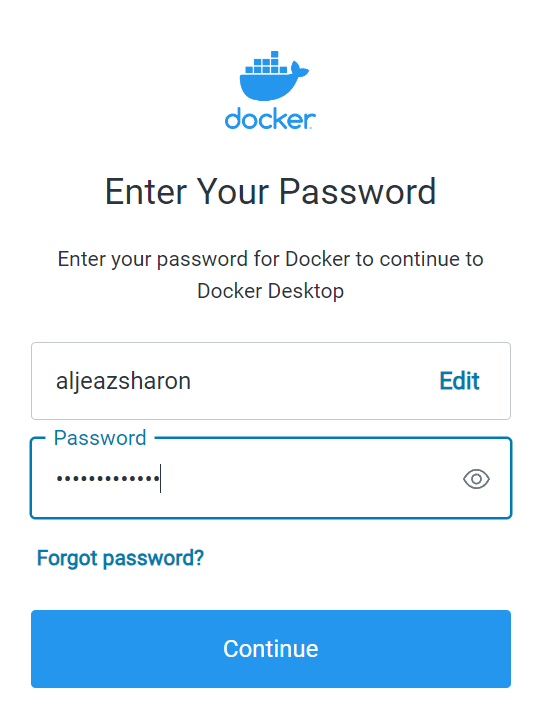 docker
Enter Your Password
Enter your password for Docker to continue to
Docker Desktop
aljeazsharon
Edit
Password
•••••••••••••
Forgot password?
Continue